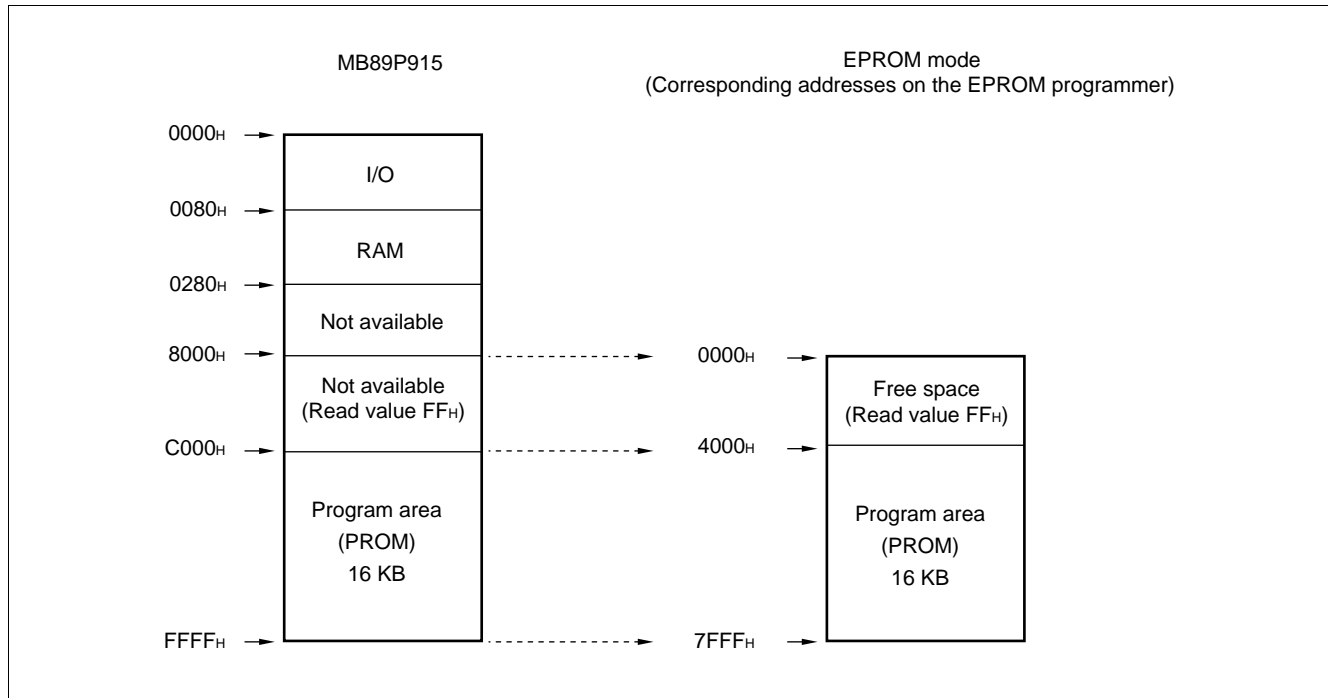 MB89P915
EPROM mode
(Corresponding addresses on the EPROM programmer)
0000H
I/O
0080H
RAM
0280H
Not available
8000H
0000H
Not available
(Read value FFH)
Free space
(Read value FFH)
C000H
4000H
Program area
(PROM)
16 KB
Program area
(PROM)
16 KB
FFFFH
7FFFH